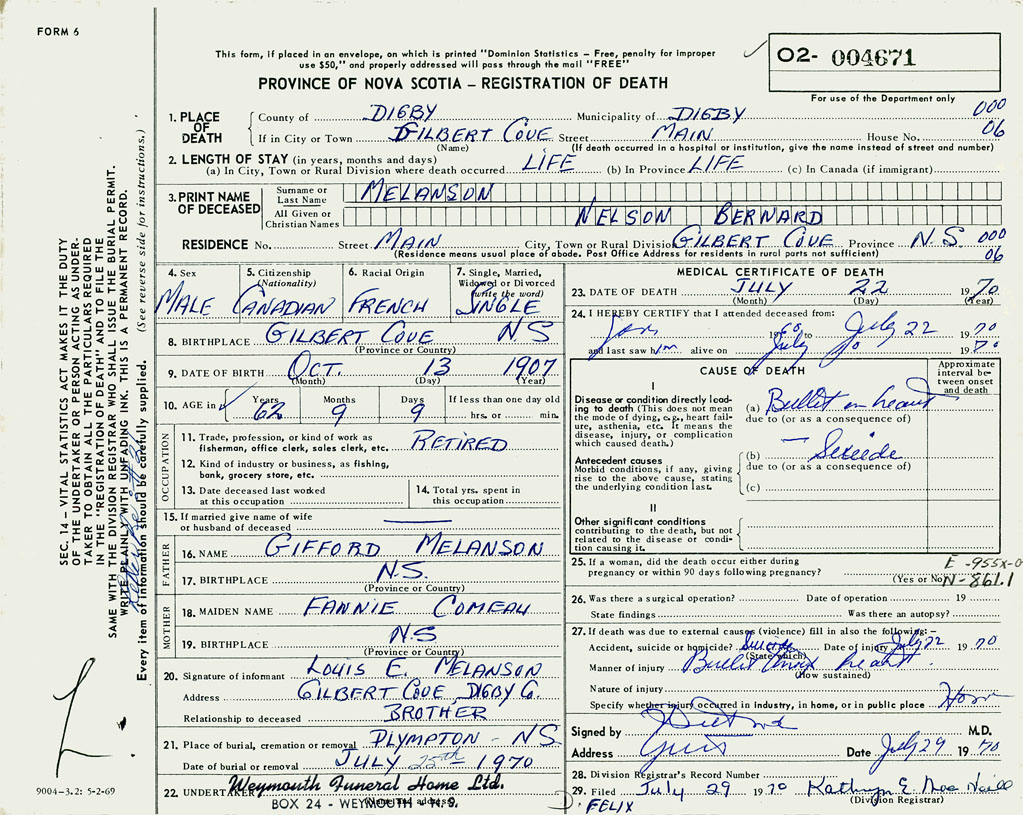 FORM 6
This form, if placed in an envelope, on which is printed "Dominion Statistics – Free, penalty for improper
use $50," and properly addressed will pass through the mail "FREE"
PROVINCE OF NOVA SCOTIA – REGISTRATION OF DEATH
02- 004671
For use of the Department only
SEC. 14 – VITAL STATISTICS ACT MAKES IT THE DUTY
OF THE UNDERTAKER OR PERSON ACTING AS UNDER-
TAKER TO OBTAIN ALL THE PARTICULARS REQUIRED
IN THE "REGISTRATION OF DEATH" AND TO FILE THE
SAME WITH THE DIVISION REGISTRAR WHO SHALL ISSUE THE BURIAL PERMIT.
WRITE PLAINLY WITH UNFADING INK. THIS IS A PERMANENT RECORD.
Every item of information should be carefully supplied. (See reverse side for instructions.)
1. PLACE OF DEATH
County of DIGBY Municipality of DIGBY 000
If in City or Town GILBERT COVE Street MAIN House No. 06
(Name) (If death occurred in a hospital or institution, give the name instead of street and number)
2. LENGTH OF STAY (in years, months and days)
(a) In City, Town or Rural Division where death occurred LIFE (b) In Province LIFE (c) In Canada (if immigrant)
3. PRINT NAME OF DECEASED
Surname or Last Name MELANSON
All Given or Christian Names NELSON BERNARD
RESIDENCE No. Street MAIN City, Town or Rural Division GILBERT COVE Province N.S 000
(Residence means usual place of abode. Post Office Address for residents in rural parts not sufficient) 06
4. Sex MALE
5. Citizenship (Nationality) CANADIAN
6. Racial Origin FRENCH
7. Single, Married, Widowed or Divorced (write the word) SINGLE
8. BIRTHPLACE GILBERT COVE NS
(Province or Country)
9. DATE OF BIRTH OCT. 13 1907
(Month) (Day) (Year)
10. AGE in Years 62 Months 9 Days 9 If less than one day old hrs. or min.
OCCUPATION
11. Trade, profession, or kind of work as fisherman, office clerk, sales clerk, etc. RETIRED
12. Kind of industry or business, as fishing, bank, grocery store, etc.
13. Date deceased last worked at this occupation
14. Total yrs. spent in this occupation
15. If married give name of wife or husband of deceased
FATHER
16. NAME GIFFORD MELANSON
17. BIRTHPLACE N.S.
(Province or Country)
MOTHER
18. MAIDEN NAME FANNIE COMEAU
19. BIRTHPLACE NS
(Province or Country)
20. Signature of informant LOUIS E. MELANSON
Address GILBERT COVE, DIGBY Co.
Relationship to deceased BROTHER
21. Place of burial, cremation or removal PLYMPTON – NS
Date of burial or removal JULY 25th 1970
22. UNDERTAKER Weymouth Funeral Home Ltd.
BOX 24 - WEYMOUTH - N.S.
9004–3.2: 5-2-69
MEDICAL CERTIFICATE OF DEATH
23. DATE OF DEATH JULY 22 1970
(Month) (Day) (Year)
24. I HEREBY CERTIFY that I attended deceased from:
Jan 1960 to July 22 1970
and last saw him alive on July 1970
CAUSE OF DEATH
Approximate interval between onset and death
I
Disease or condition directly leading to death (This does not mean the mode of dying, e.g., heart failure, asthenia, etc. It means the disease, injury, or complication which caused death.)
(a) Bullet in heart
due to (or as a consequence of)
Antecedent causes
Morbid conditions, if any, giving rise to the above cause, stating the underlying condition last.
(b) – Suicide
due to (or as a consequence of)
(c)
II
Other significant conditions
contributing to the death, but not related to the disease or condition causing it.
25. If a woman, did the death occur either during E -955X-0
pregnancy or within 90 days following pregnancy? (Yes or No) N-861.1
26. Was there a surgical operation? Date of operation 19
State findings Was there an autopsy?
27. If death was due to external causes (violence) fill in also the following:–
Accident, suicide or homicide? Suicide Date of injury July 22 1970
(State which)
Manner of injury Bullet heart.
(How sustained)
Nature of injury
Specify whether injury occurred in industry, in home, or in public place Home
Signed by M.D.
Address Date July 29 1970
28. Division Registrar's Record Number
29. Filed July 29 1970 Kathryn E. Mac Neill
(Division Registrar)
D. FELIX